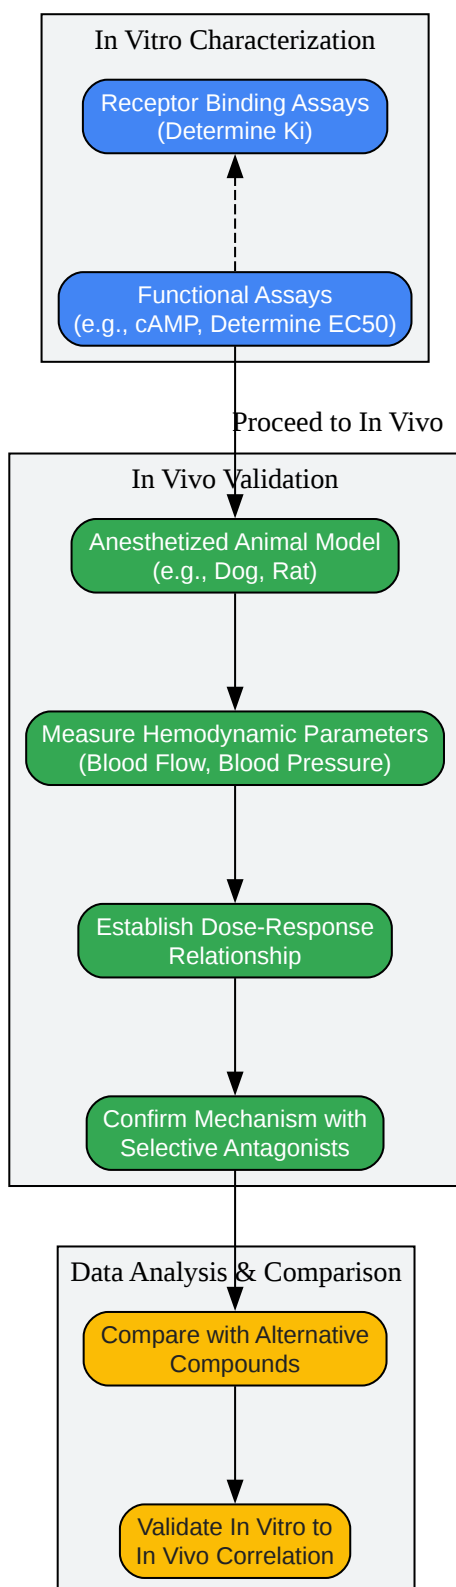 In Vitro Characterization
Receptor Binding Assays
(Determine Ki)
Functional Assays
(e.g., cAMP, Determine EC50)
Proceed to In Vivo
In Vivo Validation
Anesthetized Animal Model
(e.g., Dog, Rat)
Measure Hemodynamic Parameters
(Blood Flow, Blood Pressure)
Establish Dose-Response
Relationship
Confirm Mechanism with
Selective Antagonists
Data Analysis & Comparison
Compare with Alternative
Compounds
Validate In Vitro to
In Vivo Correlation